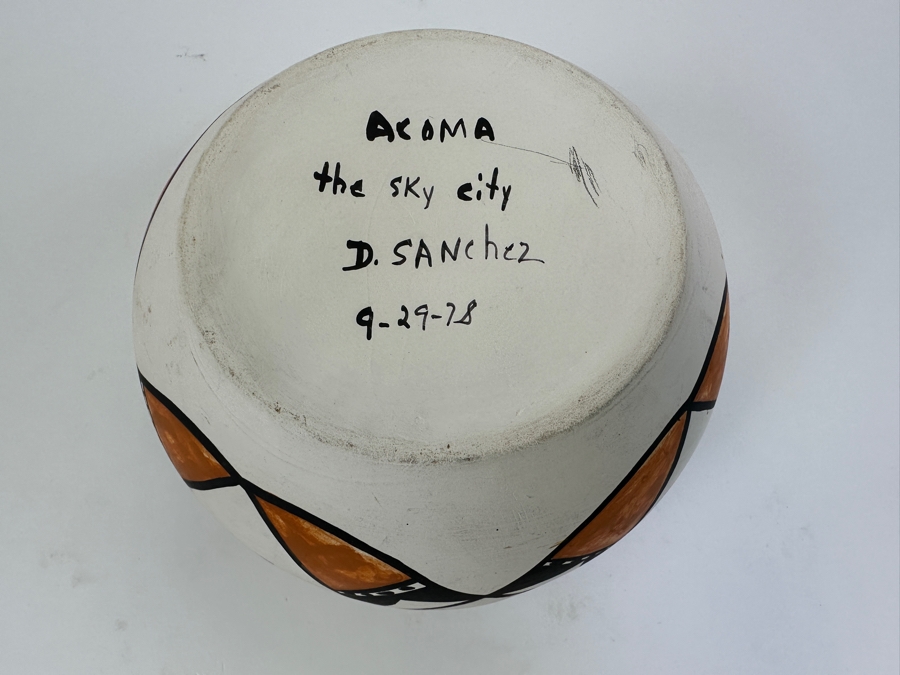 ACOMA
the sky city
D. SANchez
9-29-78